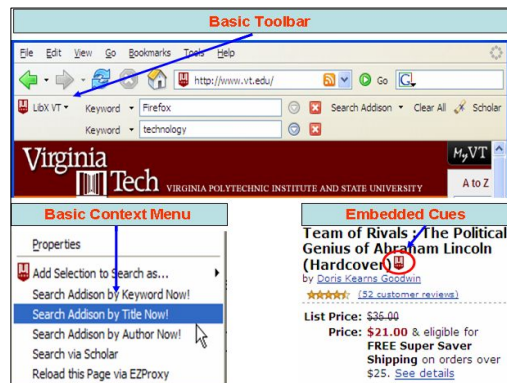 Basic Toolbar
File Edit View Go Bookmarks Tools Help
http://www.vt.edu/ Go G
LibX VT Keyword Firefox Search Addison Clear All Scholar
Keyword technology
Virginia Tech MyVT
VIRGINIA POLYTECHNIC INSTITUTE AND STATE UNIVERSITY A to Z
Basic Context Menu
Properties
Add Selection to Search as...
Search Addison by Keyword Now!
Search Addison by Title Now!
Search Addison by Author Now!
Search via Scholar
Reload this Page via EZProxy
Embedded Cues
Team of Rivals : The Political
Genius of Abraham Lincoln
(Hardcover)
by Doris Kearns Goodwin
(52 customer reviews)
List Price: $35.00
Price: $21.00 & eligible for
FREE Super Saver
Shipping on orders over
$25. See details